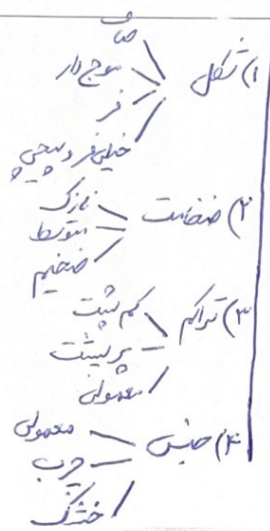 صاف
۱) شکل
موج دار
فر
خیلی فر و پیچی
نازک
۲) ضخامت
متوسط
ضخیم
کم پشت
۳) تراکم
پرپشت
معمولی
معمولی
۴) جنس
چرب
خشک